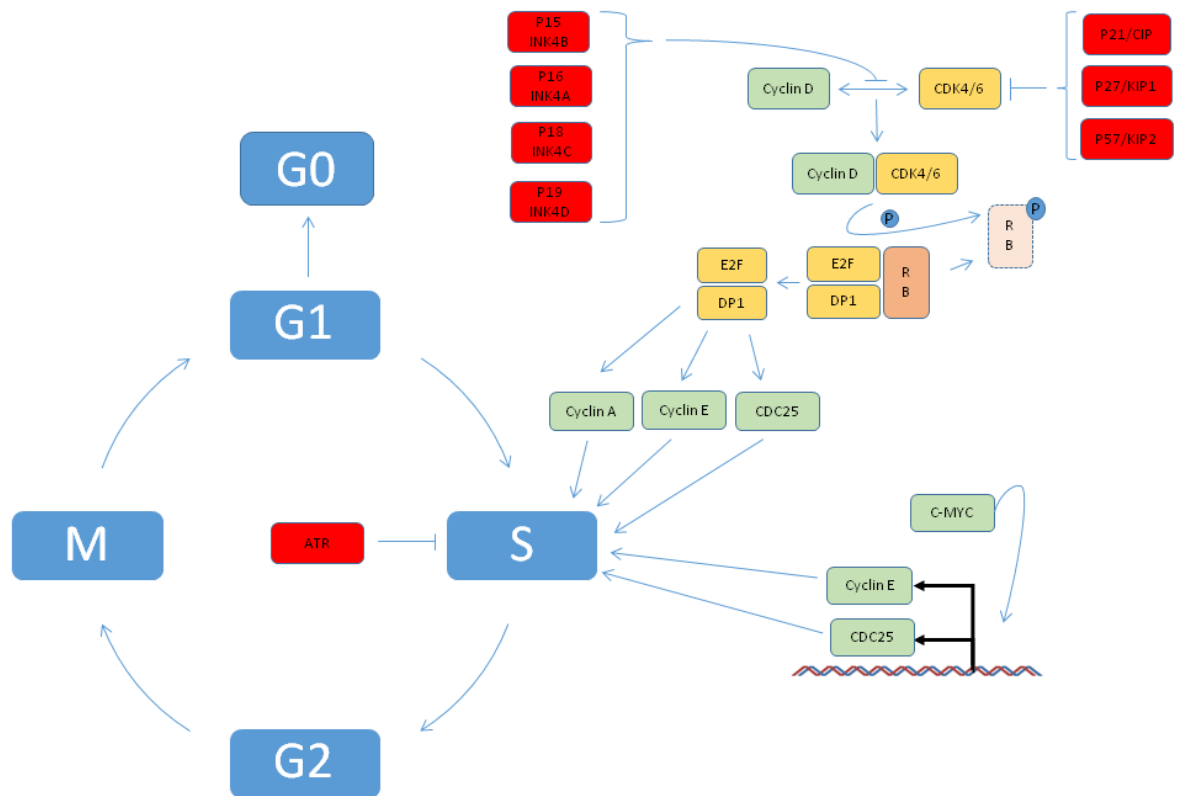 P15
INK4B
P16
INK4A
P18
INK4C
P19
INK4D
P21/CIP
P27/KIP1
P57/KIP2
Cyclin D
CDK4/6
Cyclin D
CDK4/6
P
P
R
B
E2F
DP1
E2F
DP1
R
B
Cyclin A
Cyclin E
CDC25
G0
G1
M
ATR
S
G2
C-MYC
Cyclin E
CDC25